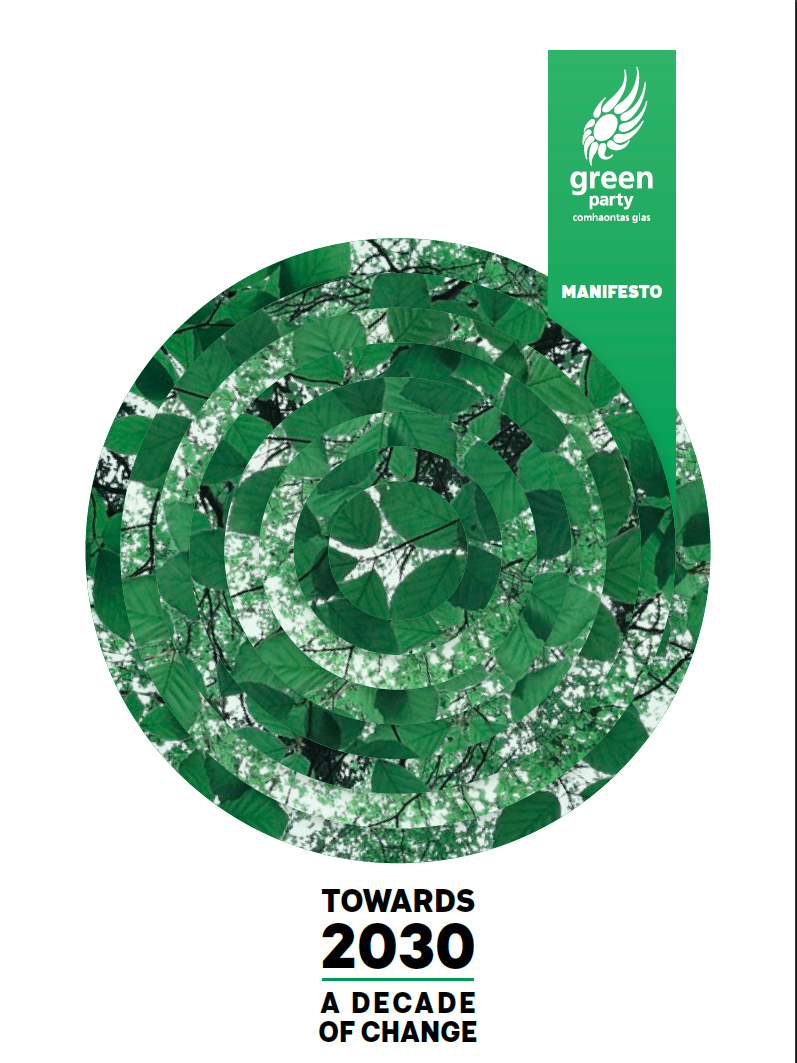 green
party
comhaontas glas
MANIFESTO
TOWARDS
2030
A DECADE
OF CHANGE